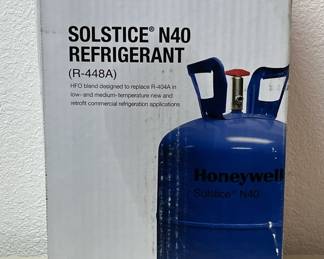 SOLSTICE® N40
REFRIGERANT
(R-448A)
HFO blend designed to replace R-404A in
low- and medium-temperature new and
retrofit commercial refrigeration applications
Honeywell
Solstice® N40